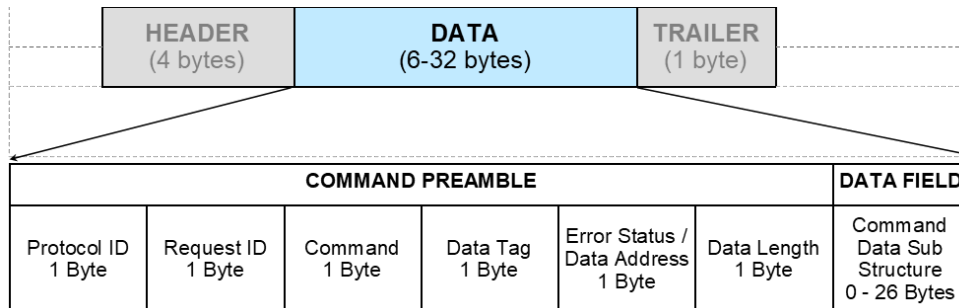 HEADER
(4 bytes)
DATA
(6-32 bytes)
TRAILER
(1 byte)
COMMAND PREAMBLE
DATA FIELD
Protocol ID
1 Byte
Request ID
1 Byte
Command
1 Byte
Data Tag
1 Byte
Error Status /
Data Address
1 Byte
Data Length
1 Byte
Command
Data Sub
Structure
0 - 26 Bytes